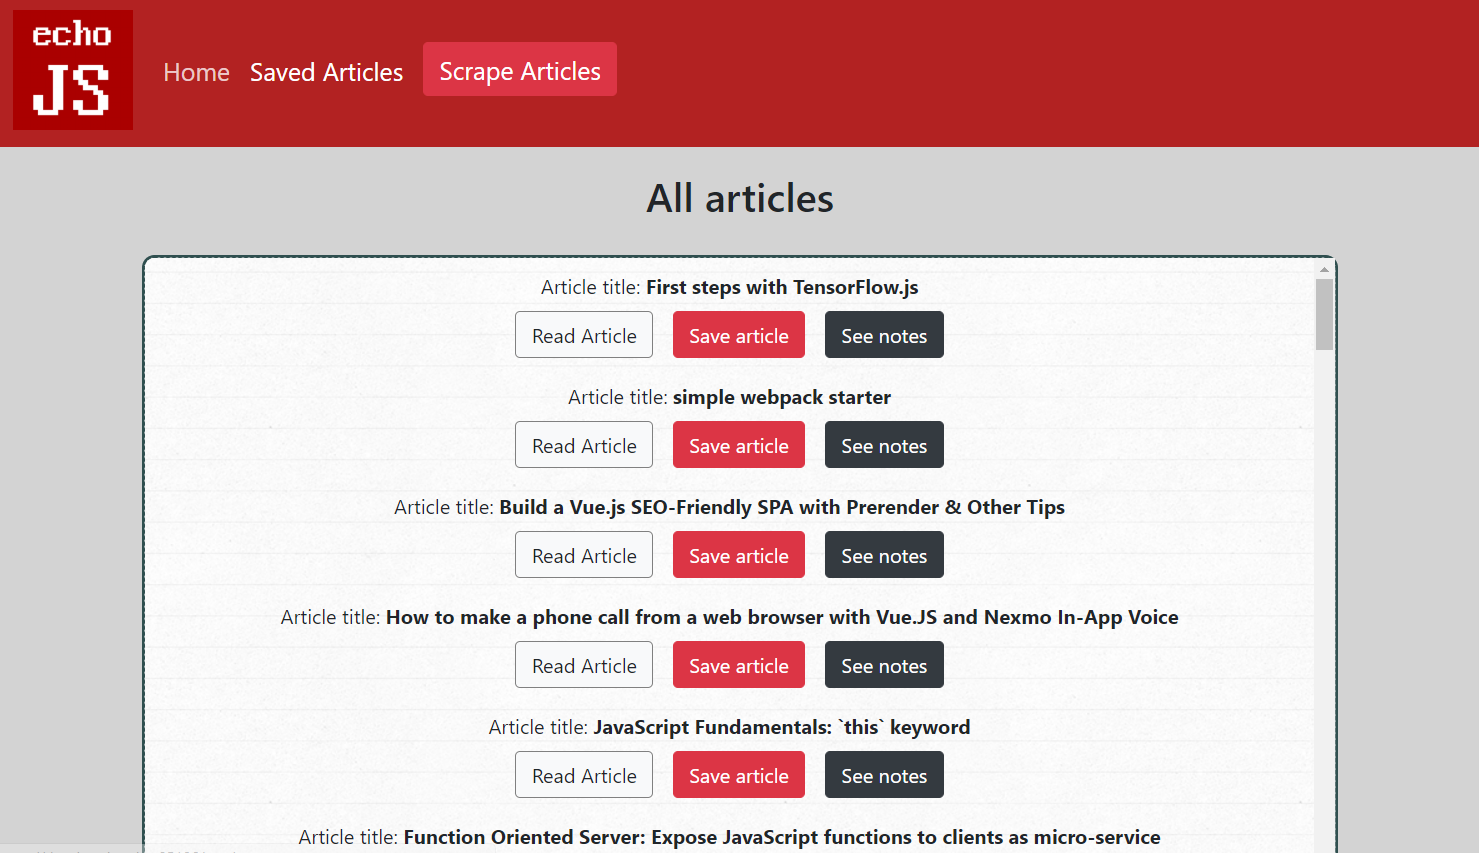 echo
JS
Home Saved Articles Scrape Articles
All articles
Article title: First steps with TensorFlow.js
Read Article Save article See notes
Article title: simple webpack starter
Read Article Save article See notes
Article title: Build a Vue.js SEO-Friendly SPA with Prerender & Other Tips
Read Article Save article See notes
Article title: How to make a phone call from a web browser with Vue.JS and Nexmo In-App Voice
Read Article Save article See notes
Article title: JavaScript Fundamentals: `this` keyword
Read Article Save article See notes
Article title: Function Oriented Server: Expose JavaScript functions to clients as micro-service